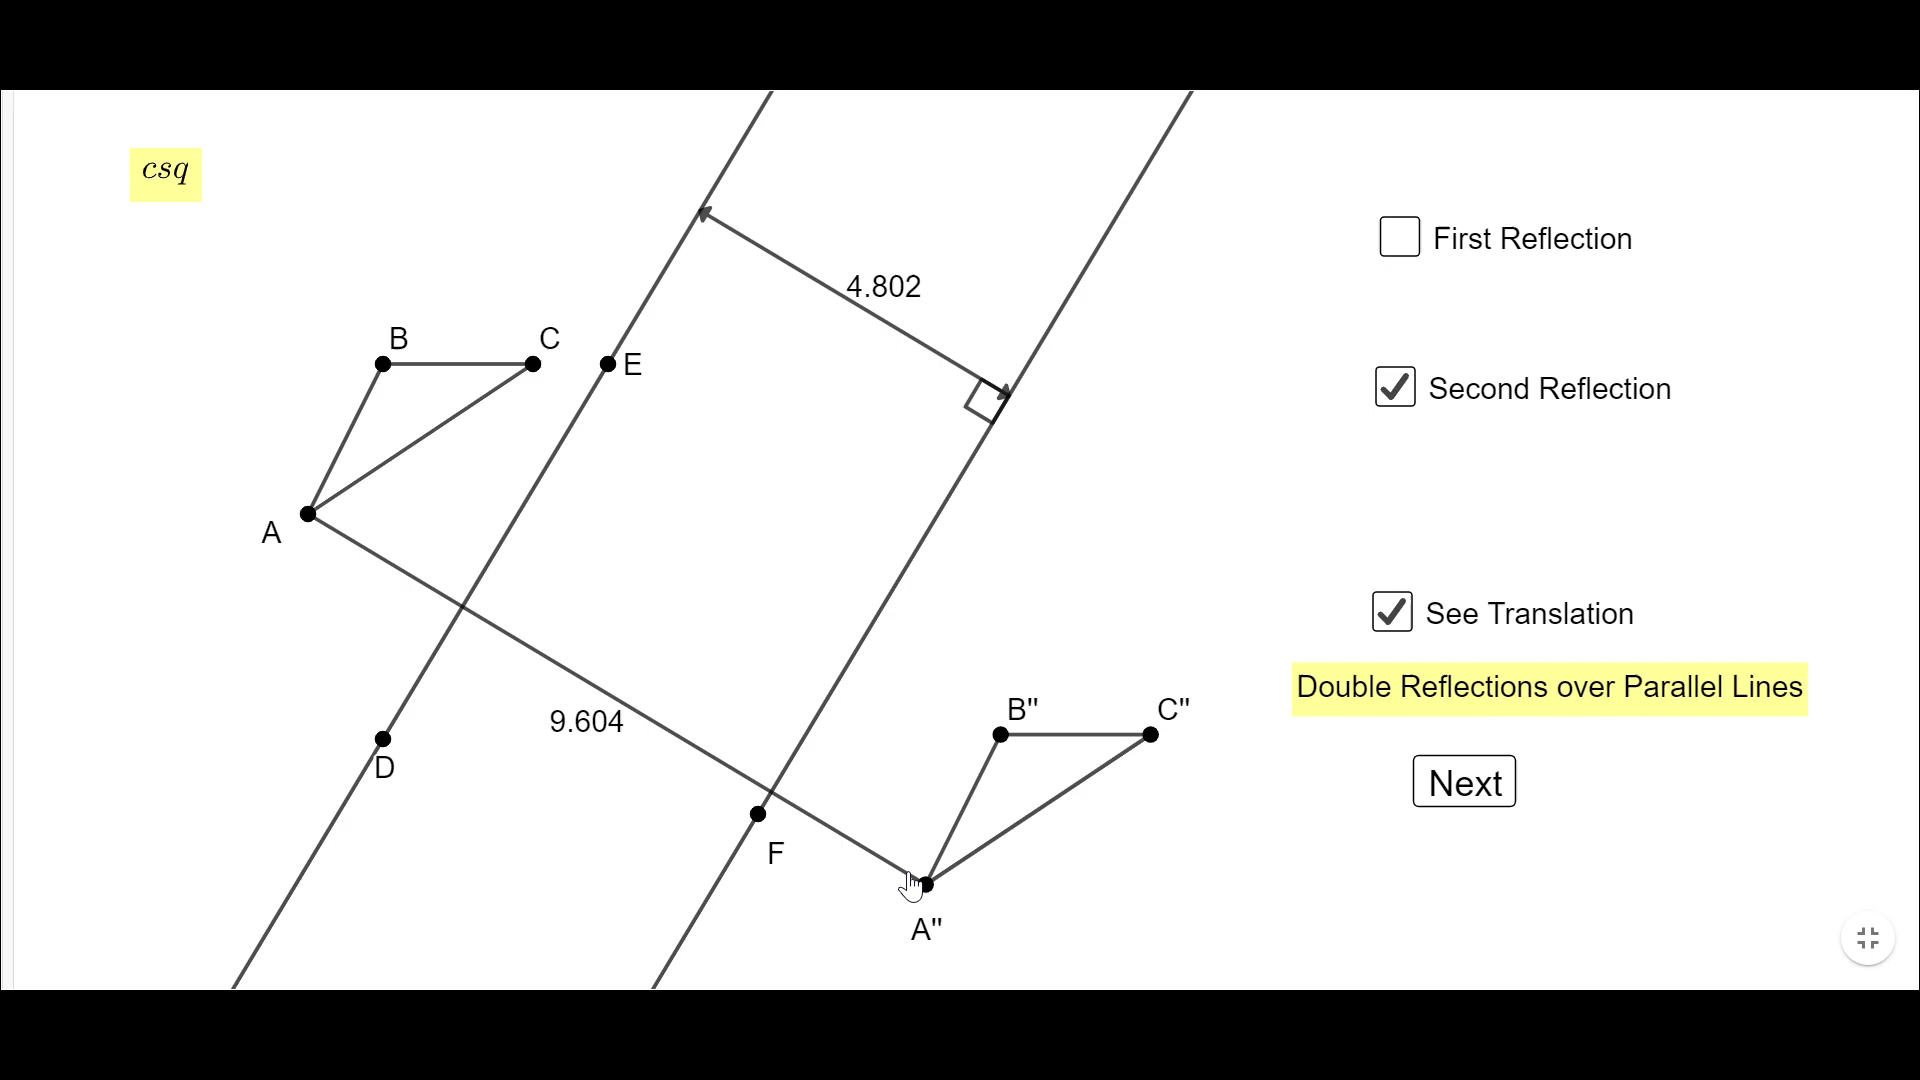 csq
First Reflection
4.802
B
C
E
Second Reflection
A
See Translation
Double Reflections over Parallel Lines
B"
C"
9.604
D
Next
F
A"